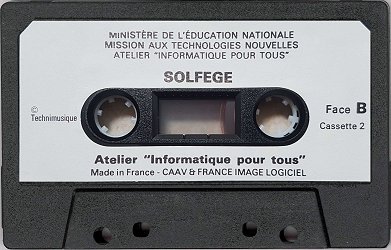 MINISTÈRE DE L'ÉDUCATION NATIONALE
MISSION AUX TECHNOLOGIES NOUVELLES
ATELIER "INFORMATIQUE POUR TOUS"
SOLFEGE
©
Technimusique
Face B
Cassette 2
Atelier "Informatique pour tous"
Made in France - CAAV & FRANCE IMAGE LOGICIEL